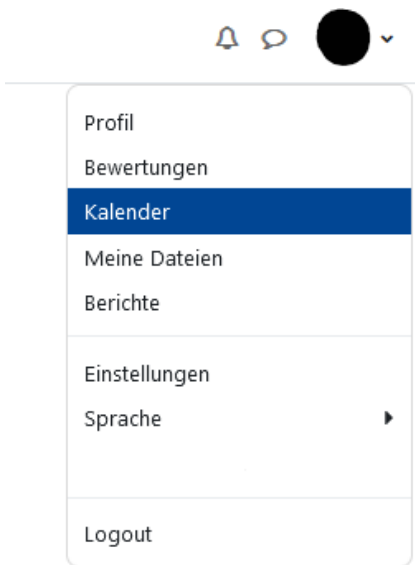 Profil
Bewertungen
Kalender
Meine Dateien
Berichte
Einstellungen
Sprache
Logout